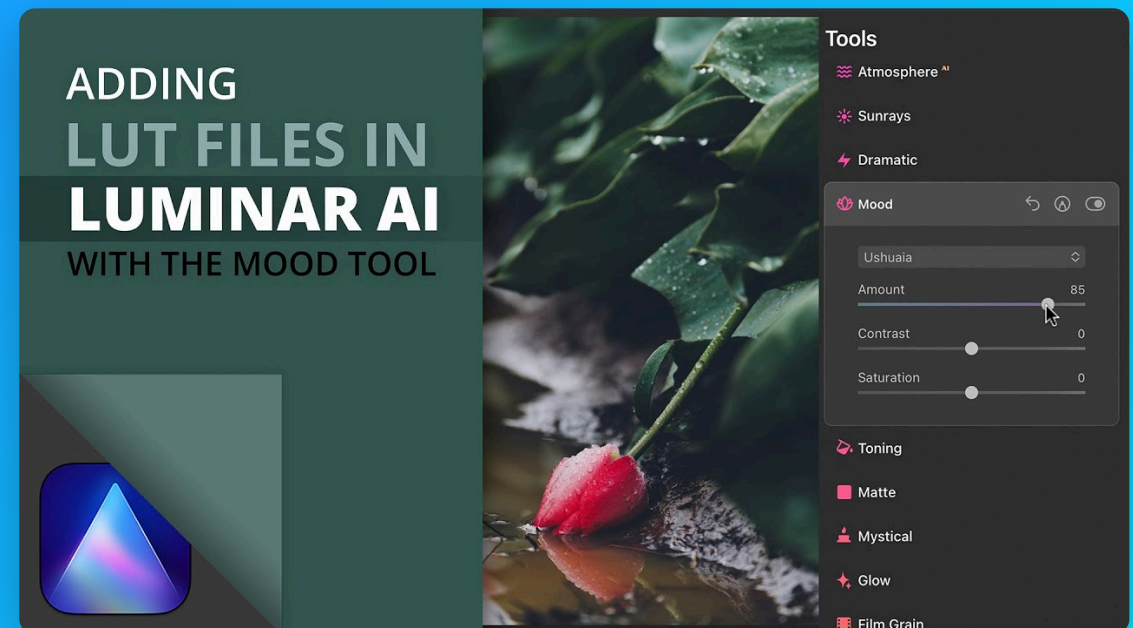 ADDING
LUT FILES IN
LUMINAR AI
WITH THE MOOD TOOL
Tools
Atmosphere AI
Sunrays
Dramatic
Mood
Ushuaia
Amount 85
Contrast 0
Saturation 0
Toning
Matte
Mystical
Glow
Film Grain